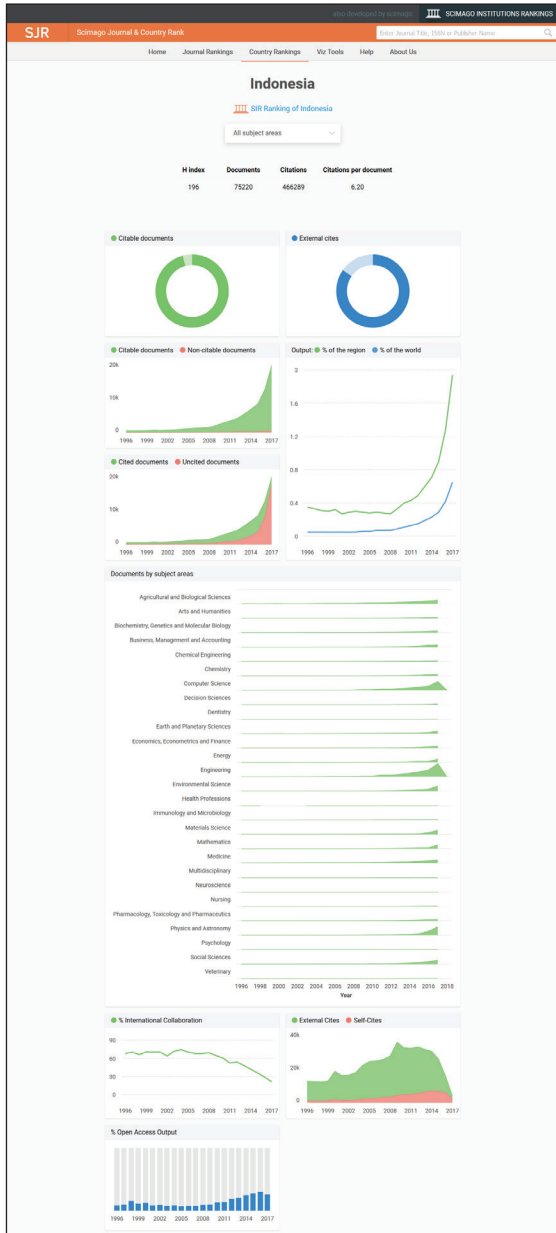 also developed by scimago
SCIMAGO INSTITUTIONS RANKINGS
SJR
Scimago Journal & Country Rank
Enter Journal Title, ISSN or Publisher Name
Home Journal Rankings Country Rankings Viz Tools Help About Us
Indonesia
SIR Ranking of Indonesia
All subject areas
H index Documents Citations Citations per document
196 75220 466289 6.20
Citable documents
External cites
Citable documents Non-citable documents
20k
10k
0
1996 1999 2002 2005 2008 2011 2014 2017
Output: % of the region % of the world
2
1.6
1.2
0.8
0.4
0
1996 1999 2002 2005 2008 2011 2014 2017
Cited documents Uncited documents
20k
10k
0
1996 1999 2002 2005 2008 2011 2014 2017
Documents by subject areas
Agricultural and Biological Sciences
Arts and Humanities
Biochemistry, Genetics and Molecular Biology
Business, Management and Accounting
Chemical Engineering
Chemistry
Computer Science
Decision Sciences
Dentistry
Earth and Planetary Sciences
Economics, Econometrics and Finance
Energy
Engineering
Environmental Science
Health Professions
Immunology and Microbiology
Materials Science
Mathematics
Medicine
Multidisciplinary
Neuroscience
Nursing
Pharmacology, Toxicology and Pharmaceutics
Physics and Astronomy
Psychology
Social Sciences
Veterinary
1996 1998 2000 2002 2004 2006 2008 2010 2012 2014 2016 2018
Year
% International Collaboration
90
60
30
0
1996 1999 2002 2005 2008 2011 2014 2017
External Cites Self-Cites
40k
20k
0
1996 1999 2002 2005 2008 2011 2014 2017
% Open Access Output
1996 1999 2002 2005 2008 2011 2014 2017